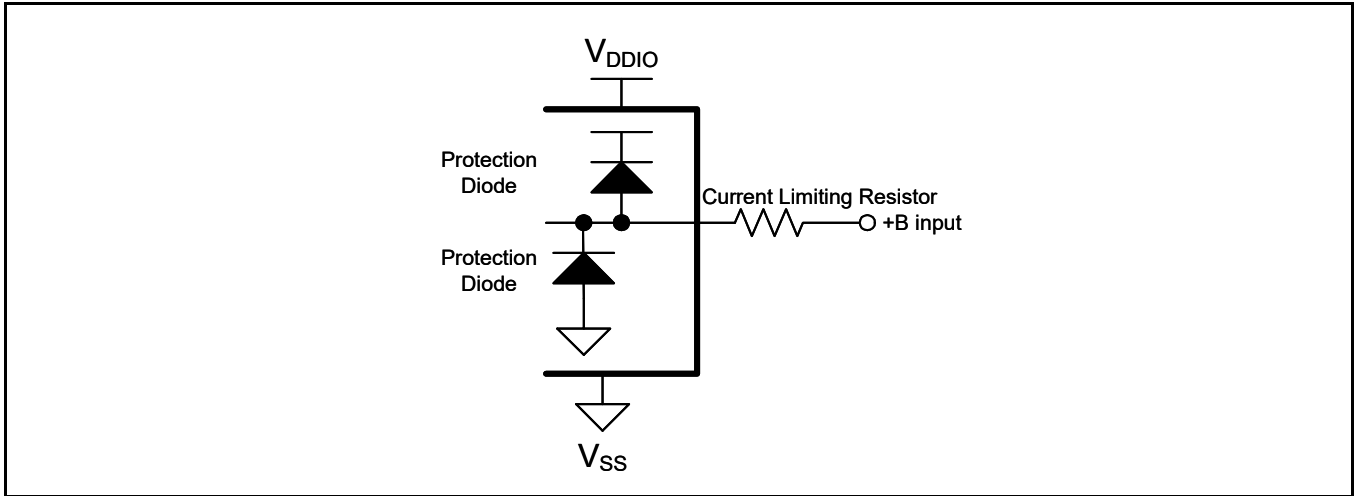 VDDIO
Protection
Diode
Current Limiting Resistor
+B input
Protection
Diode
VSS